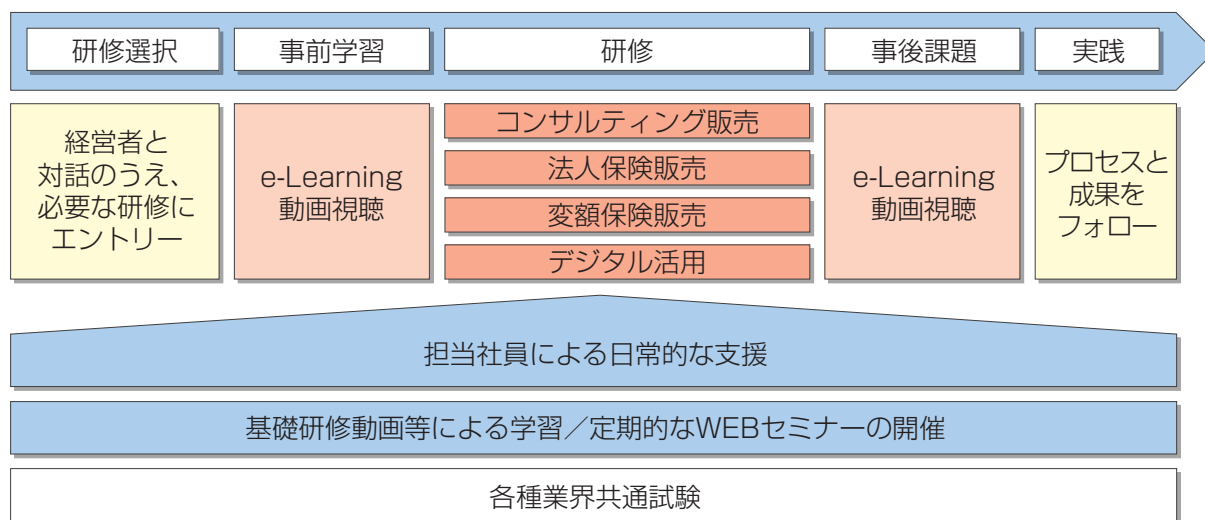 研修選択
事前学習
研修
事後課題
実践
経営者と
対話のうえ、
必要な研修に
エントリー
e-Learning
動画視聴
コンサルティング販売
法人保険販売
変額保険販売
デジタル活用
e-Learning
動画視聴
プロセスと
成果を
フォロー
担当社員による日常的な支援
基礎研修動画等による学習／定期的なWEBセミナーの開催
各種業界共通試験